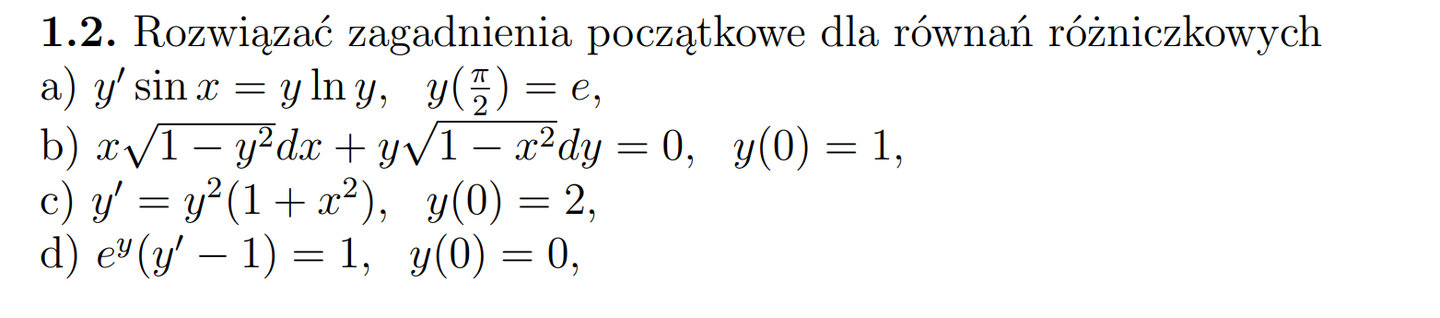 1.2. Rozwiązać zagadnienia początkowe dla równań różniczkowych
a) y′ sin x = y ln y, y(π/2) = e,
b) x√(1 − y²)dx + y√(1 − x²)dy = 0, y(0) = 1,
c) y′ = y²(1 + x²), y(0) = 2,
d) eʸ(y′ − 1) = 1, y(0) = 0,